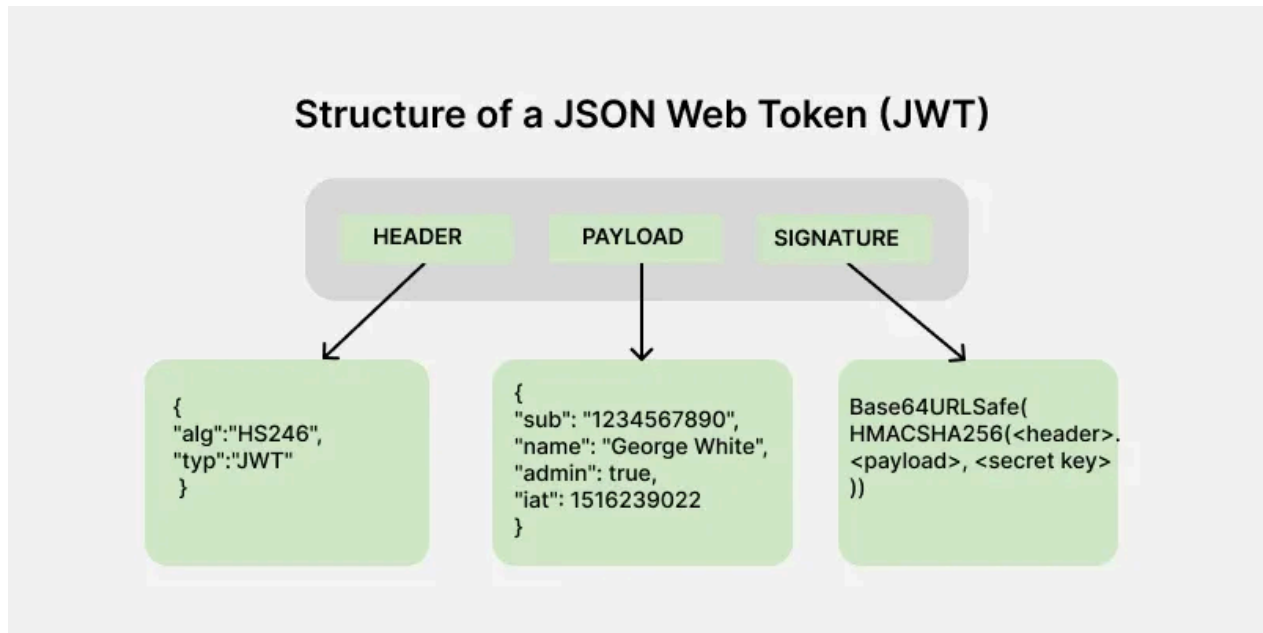 Structure of a JSON Web Token (JWT)
HEADER
PAYLOAD
SIGNATURE
{
"alg":"HS246",
"typ":"JWT"
}
{
"sub": "1234567890",
"name": "George White",
"admin": true,
"iat": 1516239022
}
Base64URLSafe(
HMACSHA256(<header>.
<payload>, <secret key>
))